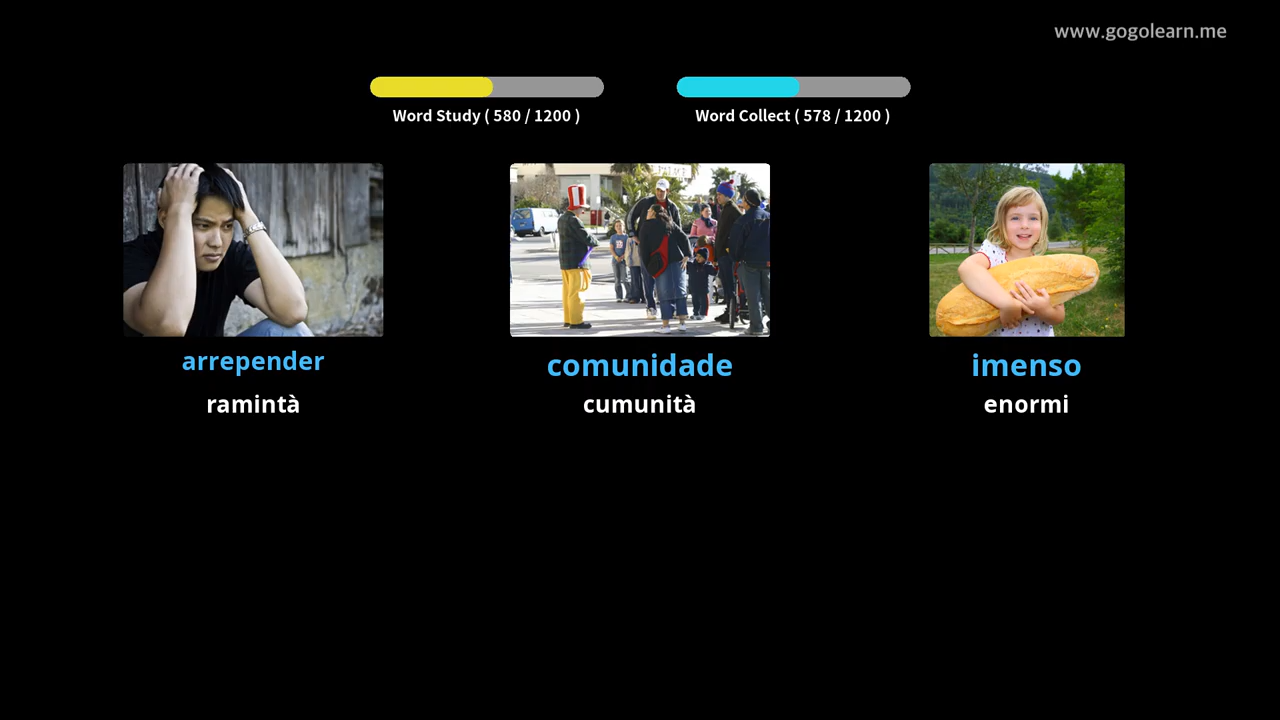 www.gogolearn.me
Word Study ( 580 / 1200 )
Word Collect ( 578 / 1200 )
arrepender
comunidade
imenso
ramintà
cumunità
enormi